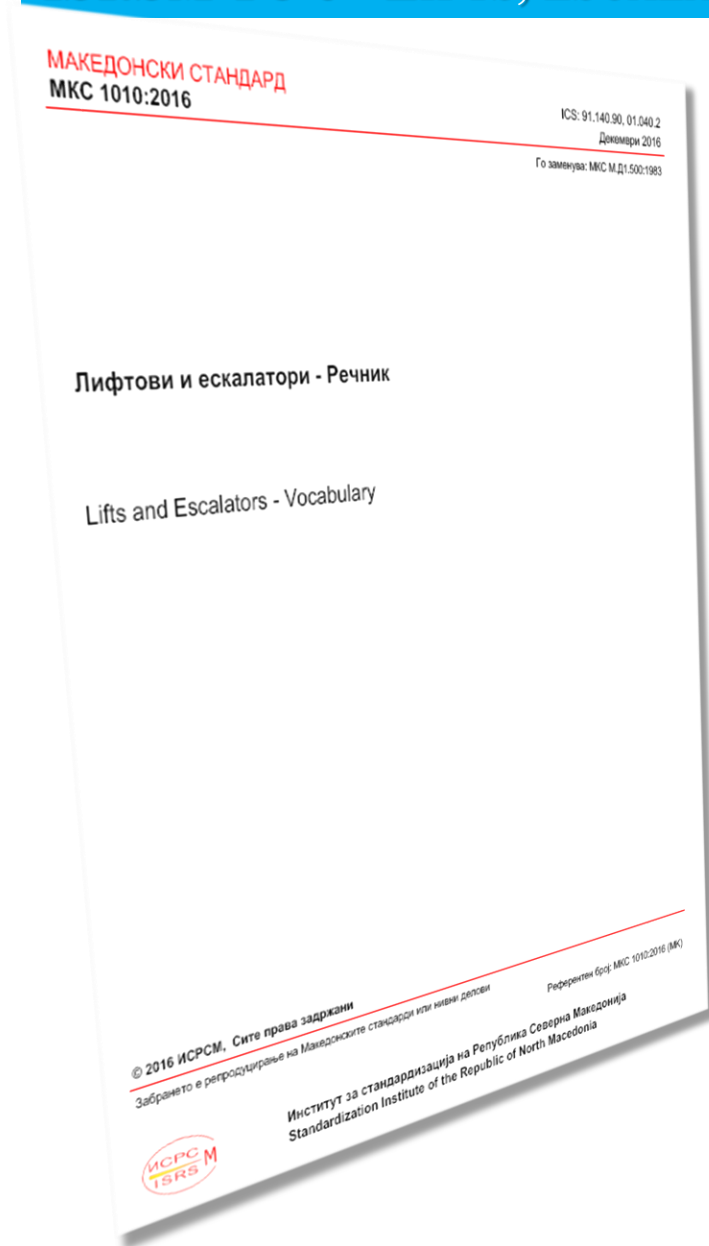 МАКЕДОНСКИ СТАНДАРД
МКС 1010:2016
ICS: 91.140.90, 01.040.2
Декември 2016
Го заменува: МКС М.Д1.500:1983
Лифтови и ескалатори - Речник
Lifts and Escalators - Vocabulary
© 2016 ИСРСМ, Сите права задржани
Референтен број: МКС 1010:2016 (МК)
Забрането е репродуцирање на Македонските стандарди или нивни делови
Институт за стандардизација на Република Северна Македонија
Standardization Institute of the Republic of North Macedonia
ИСРС М
ISRS